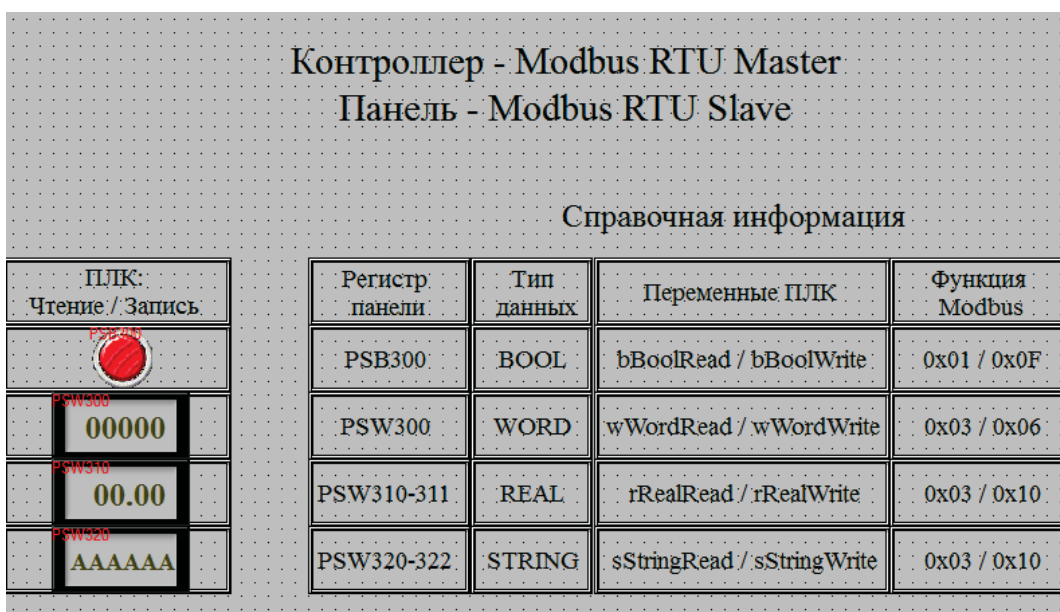 Контроллер - Modbus RTU Master
Панель - Modbus RTU Slave
Справочная информация
ПЛК:
Чтение / Запись
Регистр
панели
Тип
данных
Переменные ПЛК
Функция
Modbus
PSB300
BOOL
bBoolRead / bBoolWrite
0x01 / 0x0F
PSW300
00000
PSW300
WORD
wWordRead / wWordWrite
0x03 / 0x06
PSW310
00.00
PSW310-311
REAL
rRealRead / rRealWrite
0x03 / 0x10
PSW320
AAAAAA
PSW320-322
STRING
sStringRead / sStringWrite
0x03 / 0x10